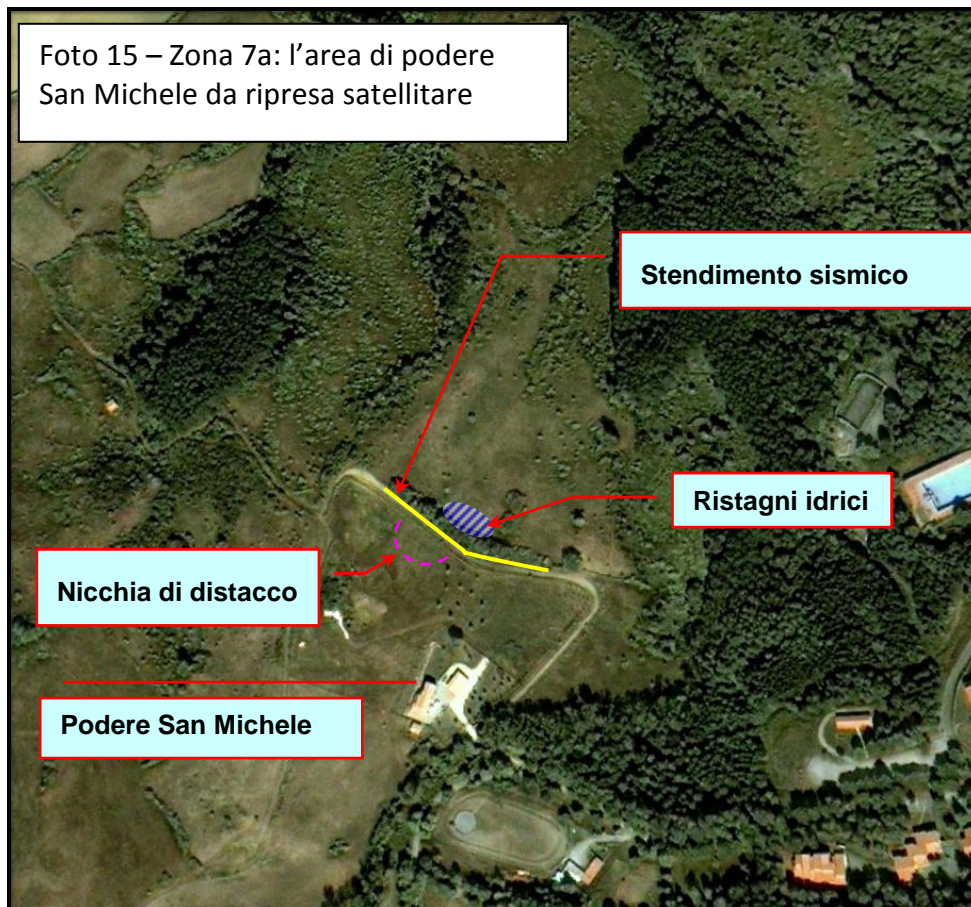 Foto 15 – Zona 7a: l’area di podere
San Michele da ripresa satellitare
Stendimento sismico
Ristagni idrici
Nicchia di distacco
Podere San Michele